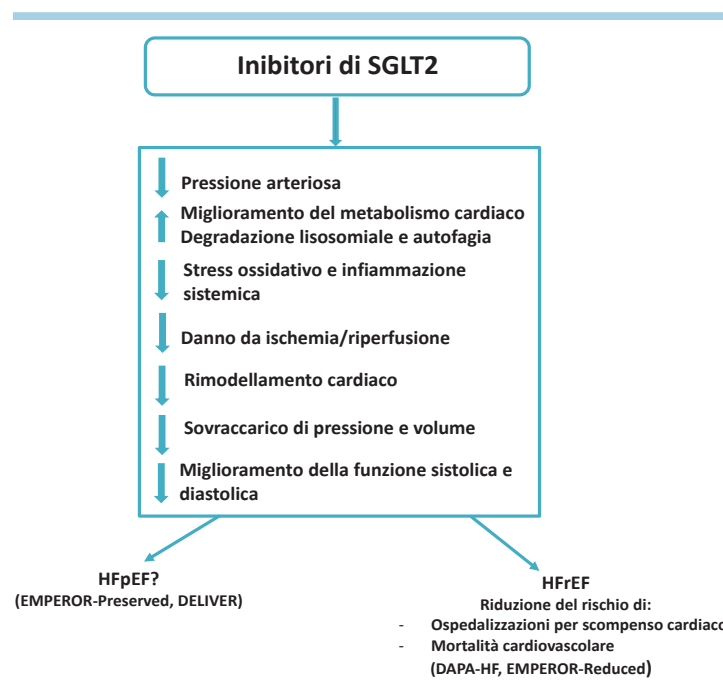 Inibitori di SGLT2
Pressione arteriosa
Miglioramento del metabolismo cardiaco
Degradazione lisosomiale e autofagia
Stress ossidativo e infiammazione
sistemica
Danno da ischemia/riperfusione
Rimodellamento cardiaco
Sovraccarico di pressione e volume
Miglioramento della funzione sistolica e
diastolica
HFpEF?
(EMPEROR-Preserved, DELIVER)
HFrEF
Riduzione del rischio di:
- Ospedalizzazioni per scompenso cardiaco
- Mortalità cardiovascolare
(DAPA-HF, EMPEROR-Reduced)